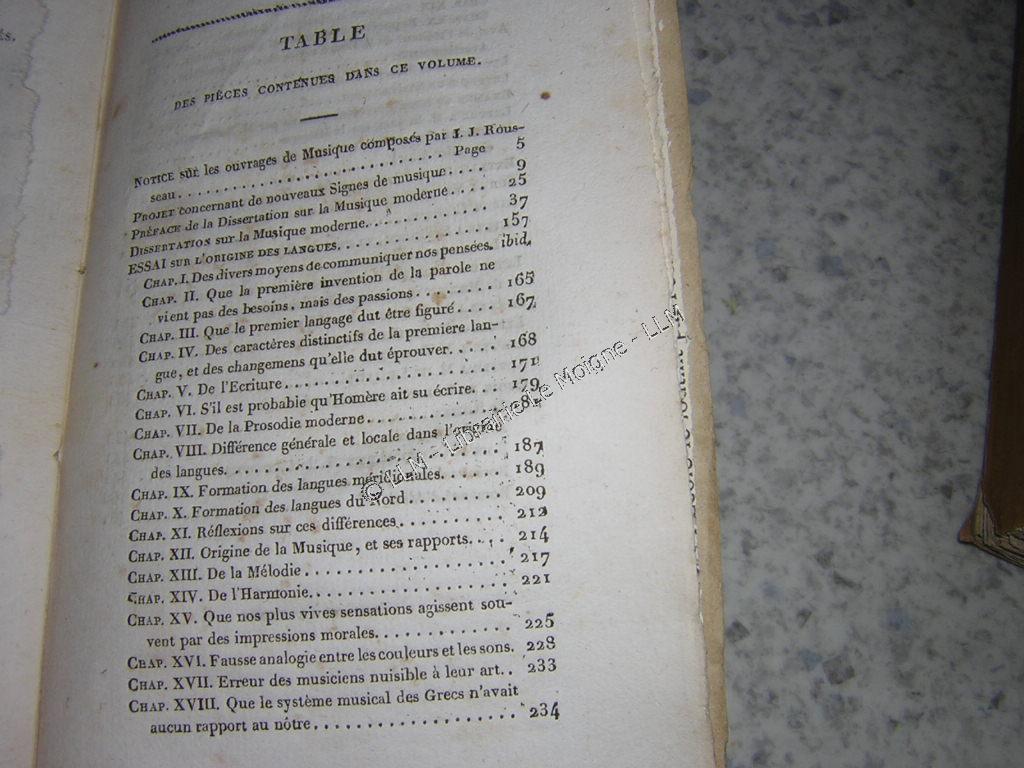 és.
TABLE
DES PIÈCES CONTENUES DANS CE VOLUME.
NOTICE sur les ouvrages de Musique composés par J. J. Rous-
seau. . . . . . . . . . . . . . . . . . . . . . . . Page 5
PROJET concernant de nouveaux Signes de musique. . . . 9
PRÉFACE de la Dissertation sur la Musique moderne. . . . 25
DISSERTATION sur la Musique moderne. . . . . . . . . . . 37
ESSAI SUR L'ORIGINE DES LANGUES. . . . . . . . . . . . . 157
CHAP. I. Des divers moyens de communiquer nos pensées. ibid.
CHAP. II. Que la première invention de la parole ne
vient pas des besoins, mais des passions . . . . . . . . 165
CHAP. III. Que le premier langage dut être figuré . . . . 167
CHAP. IV. Des caractères distinctifs de la premiere lan-
gue, et des changemens qu'elle dut éprouver. . . . . 168
CHAP. V. De l'Ecriture . . . . . . . . . . . . . . . . . . . 171
CHAP. VI. S'il est probable qu'Homère ait su écrire. . . 179
CHAP. VII. De la Prosodie moderne . . . . . . . . . . . .
CHAP. VIII. Différence générale et locale dans l'origine
des langues. . . . . . . . . . . . . . . . . . . . . . . 187
CHAP. IX. Formation des langues méridionales. . . . . . 189
CHAP. X. Formation des langues du Nord . . . . . . . . . 209
CHAP. XI. Réflexions sur ces différences. . . . . . . . . . 212
CHAP. XII. Origine de la Musique, et ses rapports. . . . 214
CHAP. XIII. De la Mélodie . . . . . . . . . . . . . . . . . 217
CHAP. XIV. De l'Harmonie. . . . . . . . . . . . . . . . . 221
CHAP. XV. Que nos plus vives sensations agissent sou-
vent par des impressions morales. . . . . . . . . . . . . 225
CHAP. XVI. Fausse analogie entre les couleurs et les sons. 228
CHAP. XVII. Erreur des musiciens nuisible à leur art. . 233
CHAP. XVIII. Que le système musical des Grecs n'avait
aucun rapport au nôtre . . . . . . . . . . . . . . . . . . 234
© LLM - Librairie Le Moigne - LLM